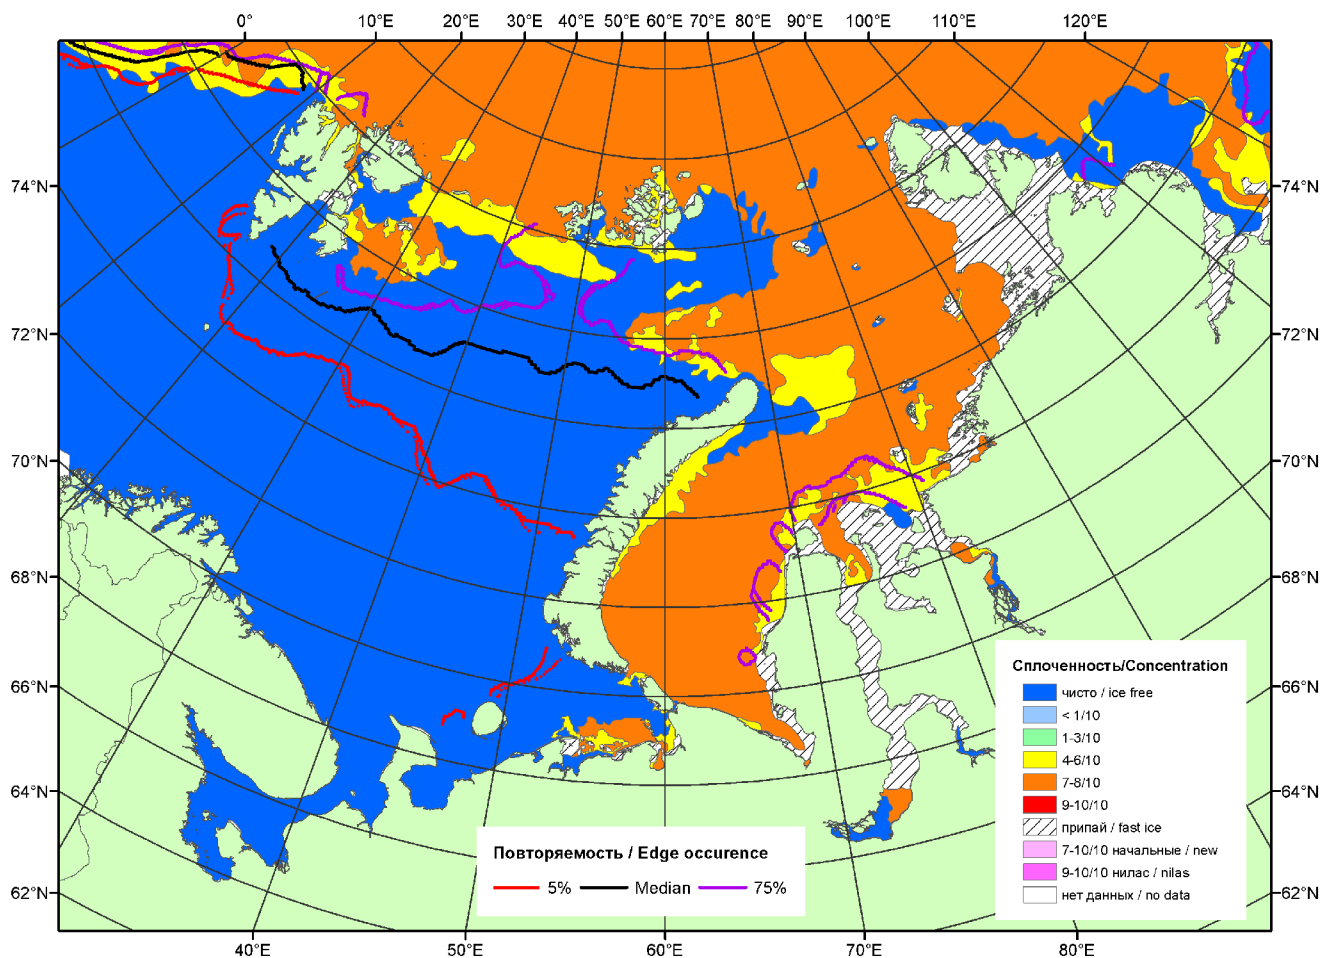 0° 10°E 20°E 30°E 40°E 50°E 60°E 70°E 80°E 90°E 100°E 110°E 120°E
74°N 74°N
72°N 72°N
70°N 70°N
68°N 68°N
66°N 66°N
64°N 64°N
62°N 62°N
Сплоченность/Concentration
чисто / ice free
< 1/10
1-3/10
4-6/10
7-8/10
9-10/10
припай / fast ice
7-10/10 начальные / new
9-10/10 нилас / nilas
нет данных / no data
Повторяемость / Edge occurence
5% Median 75%
40°E 50°E 60°E 70°E 80°E